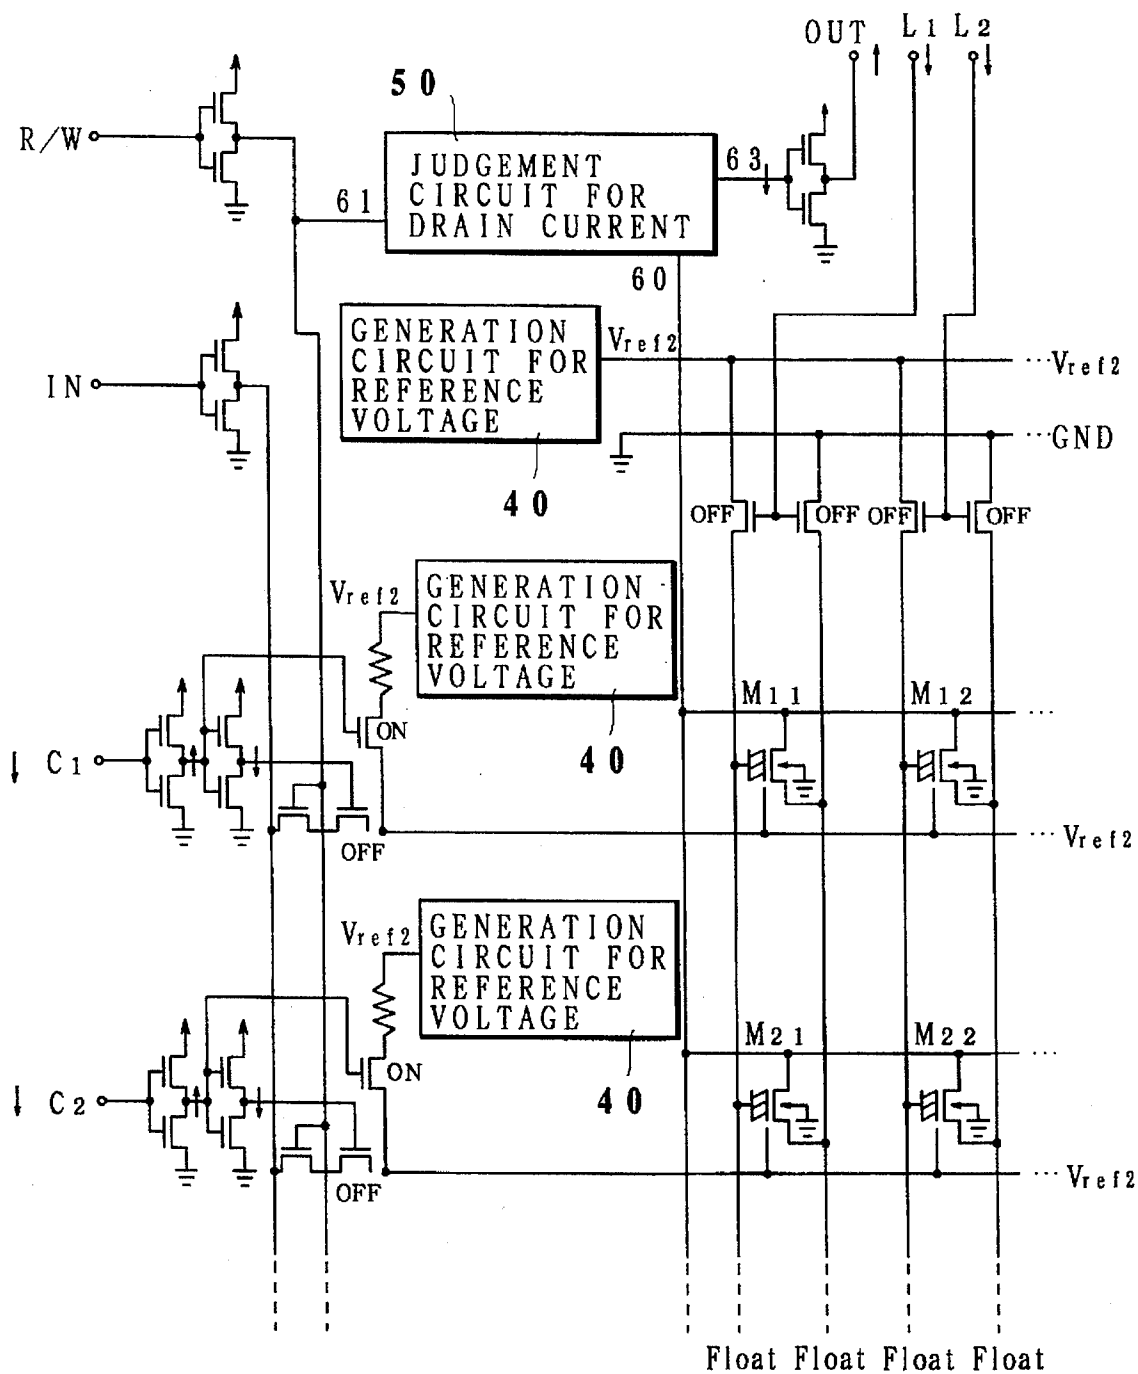 OUT L1 L2
50
R/W
JUDGEMENT
CIRCUIT FOR
DRAIN CURRENT
61
63
60
GENERATION
CIRCUIT FOR
REFERENCE
VOLTAGE
Vref2
···Vref2
IN
···GND
40
OFF OFF OFF OFF
Vref2
GENERATION
CIRCUIT FOR
REFERENCE
VOLTAGE
M11 M12
···
ON
40
C1
OFF
···Vref2
Vref2
GENERATION
CIRCUIT FOR
REFERENCE
VOLTAGE
M21 M22
···
ON
40
C2
OFF
···Vref2
Float Float Float Float